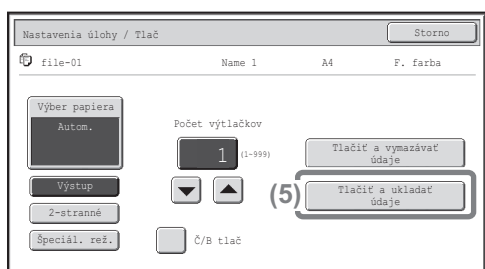 Nastavenia úlohy / Tlač
Storno
file-01 Name 1 A4 F. farba
Výber papiera
Autom.
Počet výtlačkov
1 (1-999)
Tlačiť a vymazávať
údaje
Výstup
(5)
Tlačiť a ukladať
údaje
2-stranné
Špeciál. rež.
Č/B tlač